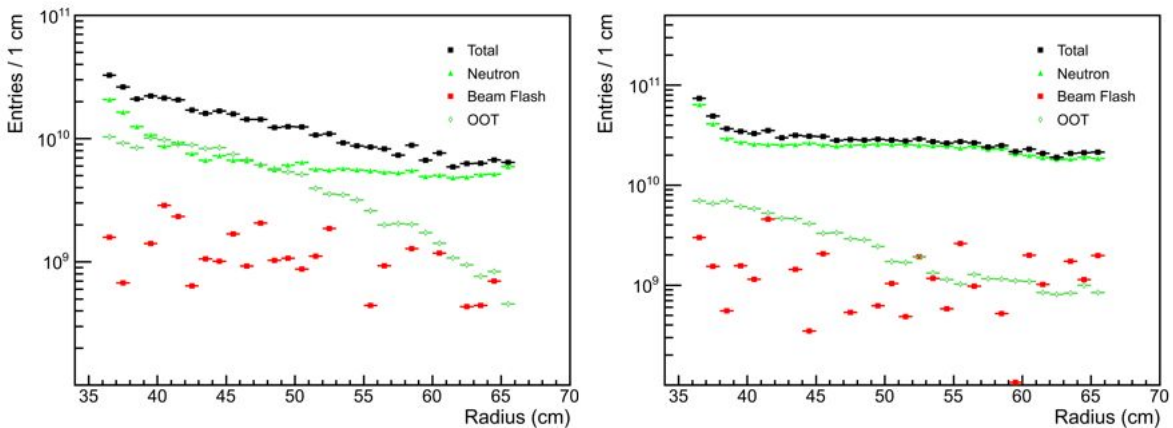 Entries / 1 cm
10¹¹
10¹⁰
10⁹
Total
Neutron
Beam Flash
OOT
35 40 45 50 55 60 65 70
Radius (cm)
Entries / 1 cm
10¹¹
10¹⁰
10⁹
Total
Neutron
Beam Flash
OOT
35 40 45 50 55 60 65 70
Radius (cm)